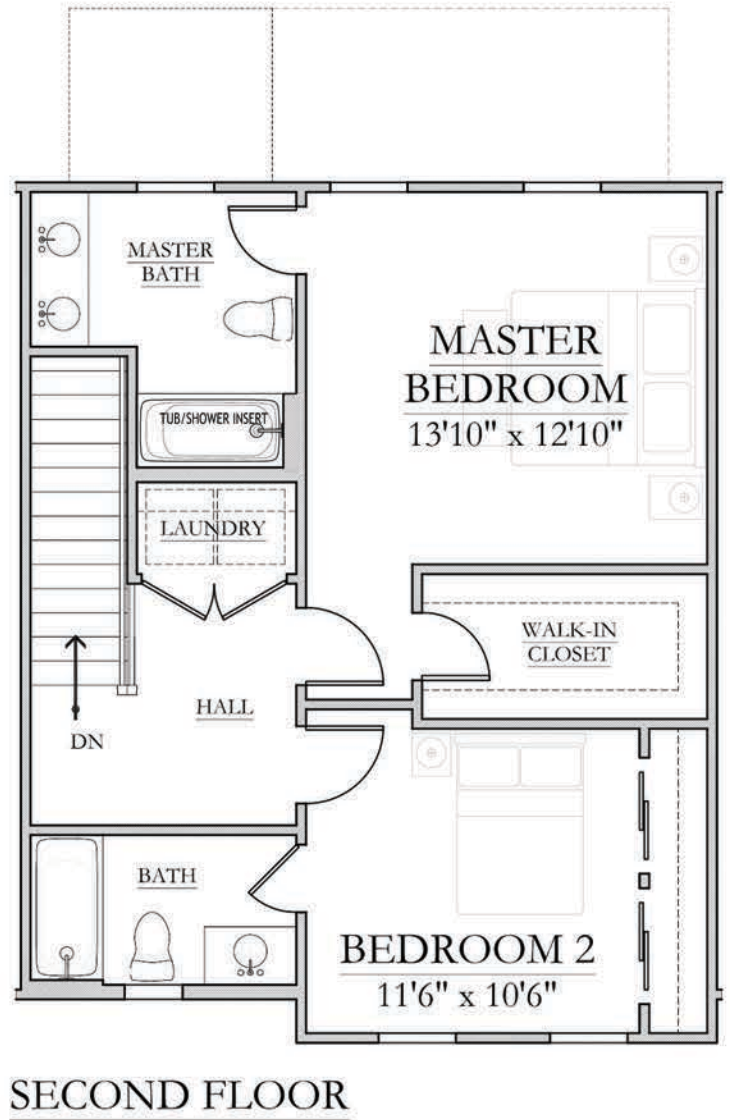 MASTER
BATH
MASTER
BEDROOM
13'10" x 12'10"
TUB/SHOWER INSERT
LAUNDRY
WALK-IN
CLOSET
HALL
DN
BATH
BEDROOM 2
11'6" x 10'6"
SECOND FLOOR